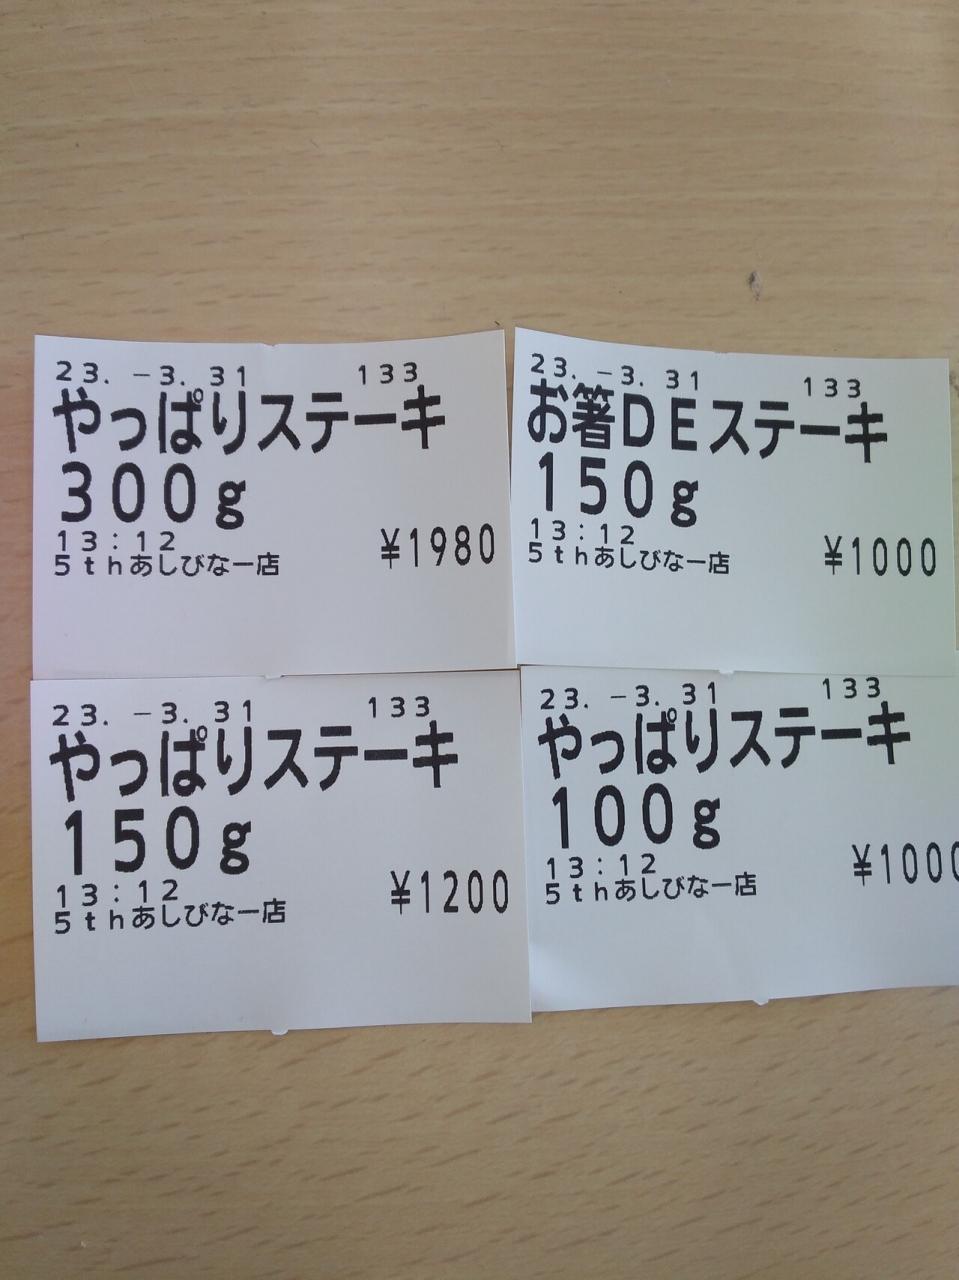 23.-3.31 133
やっぱりステーキ
300g
13:12
5thあしびなー店 ¥1980
23.-3.31 133
お箸DEステーキ
150g
13:12
5thあしびなー店 ¥1000
23.-3.31 133
やっぱりステーキ
150g
13:12
5thあしびなー店 ¥1200
23.-3.31 133
やっぱりステーキ
100g
13:12
5thあしびなー店 ¥1000